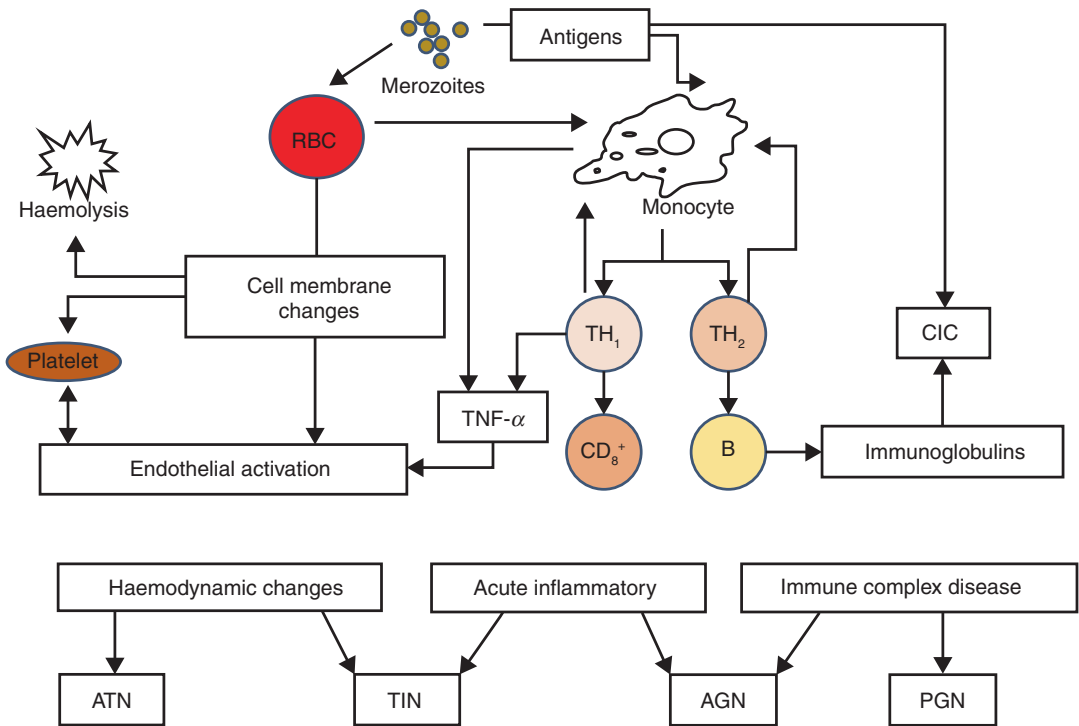 Antigens
Merozoites
RBC
Haemolysis
Monocyte
Cell membrane
changes
TH₁
TH₂
CIC
Platelet
TNF-α
CD₈⁺
B
Immunoglobulins
Endothelial activation
Haemodynamic changes
Acute inflammatory
Immune complex disease
ATN
TIN
AGN
PGN